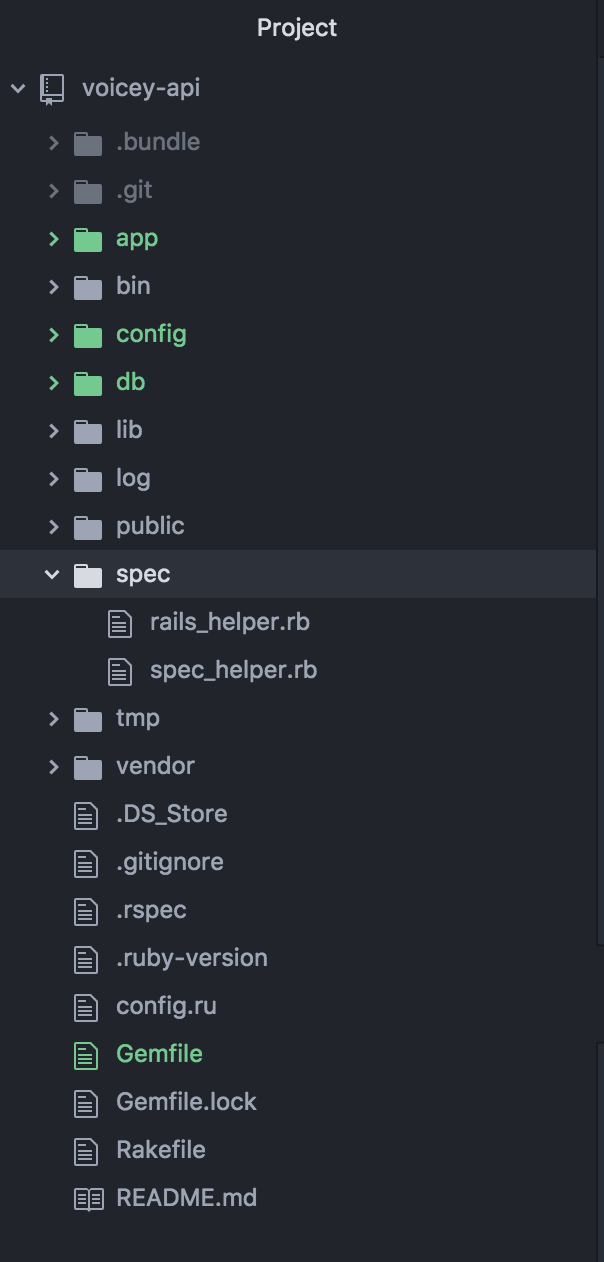 Project
voicey-api
.bundle
.git
app
bin
config
db
lib
log
public
spec
rails_helper.rb
spec_helper.rb
tmp
vendor
.DS_Store
.gitignore
.rspec
.ruby-version
config.ru
Gemfile
Gemfile.lock
Rakefile
README.md